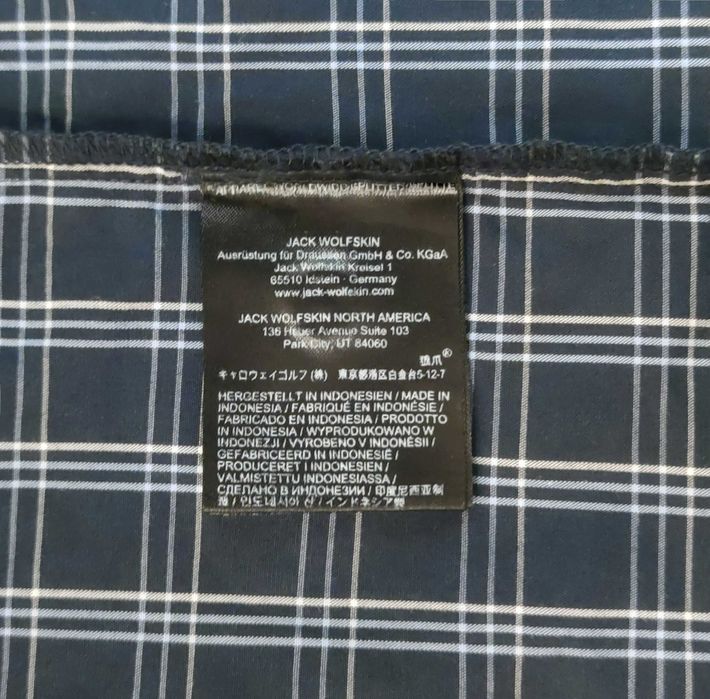 JACK WOLFSKIN
Ausrüstung für Draussen GmbH & Co. KGaA
Jack Wolfskin Kreisel 1
65510 Idstein · Germany
www.jack-wolfskin.com
JACK WOLFSKIN NORTH AMERICA
136 Heber Avenue Suite 103
Park City, UT 84060
狼爪®
キャロウェイゴルフ(株) 東京都港区白金台5-12-7
HERGESTELLT IN INDONESIEN / MADE IN
INDONESIA / FABRIQUÉ EN INDONÉSIE /
FABRICADO EN INDONESIA / PRODOTTO
IN INDONESIA / WYPRODUKOWANO W
INDONEZJI / VYROBENO V INDONÉSII /
GEFABRICEERD IN INDONESIË /
PRODUCERET I INDONESIEN /
VALMISTETTU INDONESIASSA /
СДЕЛАНО В ИНДОНЕЗИИ / 印度尼西亚制
造 / 인도네시아 산 / インドネシア製